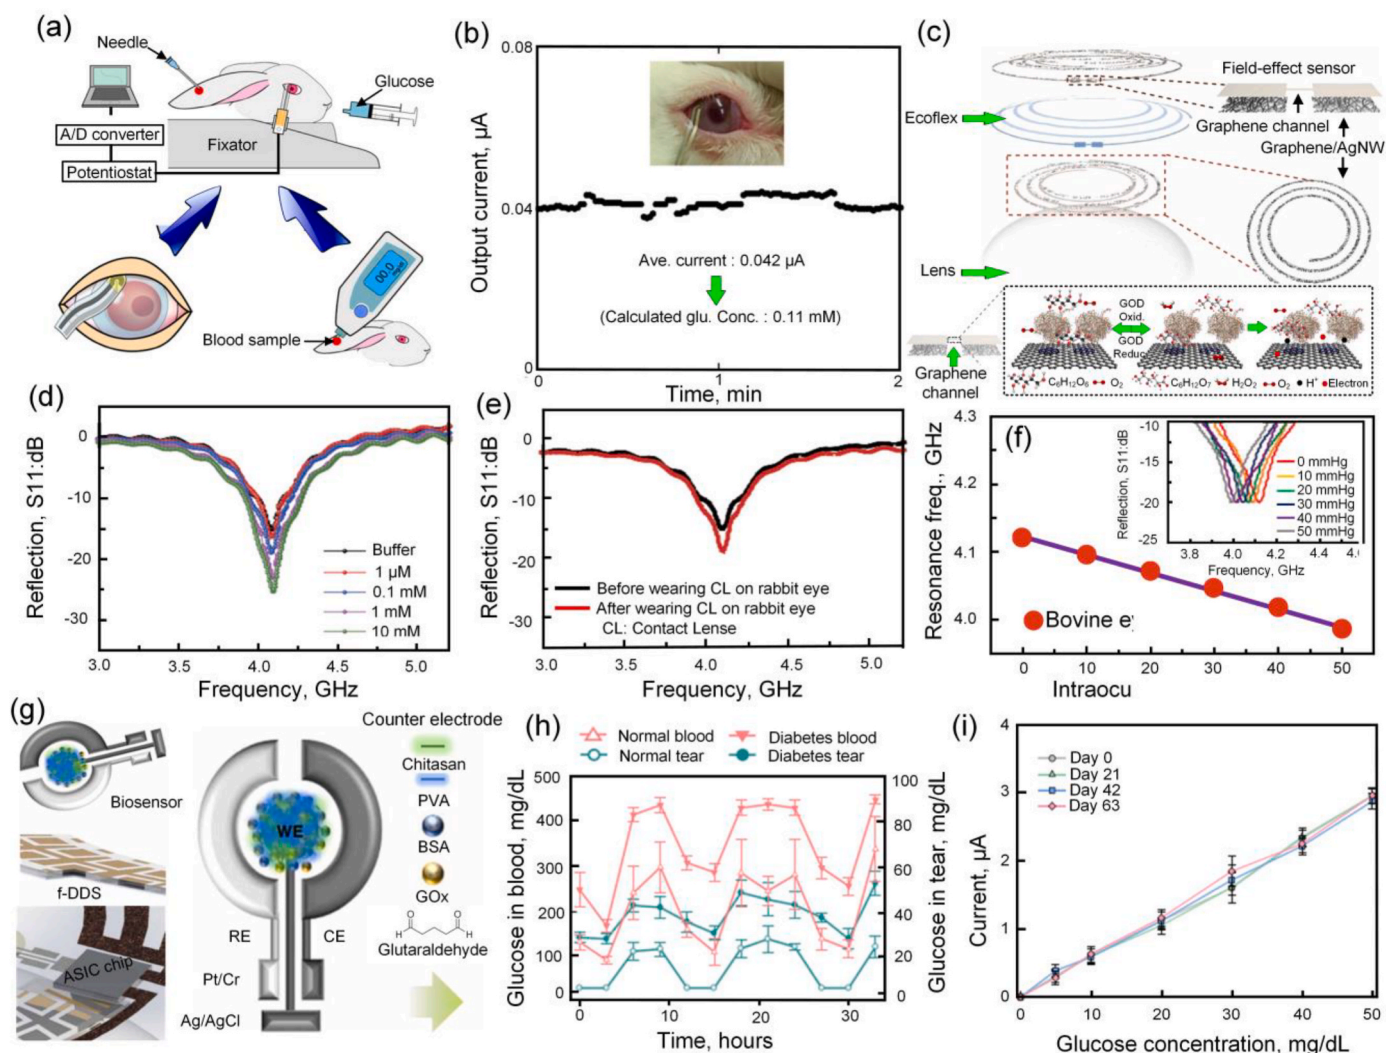 (a)
Needle
Glucose
A/D converter
Potentiostat
Fixator
00.0
Blood sample
(b)
0.08
0.04
0
Output current, µA
Ave. current : 0.042 µA
(Calculated glu. Conc. : 0.11 mM)
0
1
2
Time, min
(c)
Field-effect sensor
Ecoflex
Graphene channel
Graphene/AgNW
Lens
GOD
Oxid.
GOD
Reduc
Graphene
channel
C₆H₁₂O₆
O₂
C₆H₁₂O₇
H₂O₂
O₂
H⁺
Electron
(d)
0
-10
-20
-30
Reflection, S11:dB
Buffer
1 µM
0.1 mM
1 mM
10 mM
3.0
3.5
4.0
4.5
5.0
Frequency, GHz
(e)
0
-10
-20
-30
Reflection, S11:dB
Before wearing CL on rabbit eye
After wearing CL on rabbit eye
CL: Contact Lense
3.0
3.5
4.0
4.5
5.0
Frequency, GHz
(f)
4.3
4.2
4.1
4.0
Resonance freq., GHz
-10
-15
-20
-25
Reflection, S11:dB
0 mmHg
10 mmHg
20 mmHg
30 mmHg
40 mmHg
50 mmHg
3.8
4.0
4.2
4.4
Frequency, GHz
Bovine e
0
10
20
30
40
50
Intraocu
(g)
Biosensor
f-DDS
ASIC chip
WE
RE
CE
Pt/Cr
Ag/AgCl
Counter electrode
Chitasan
PVA
BSA
GOx
O
H
O
H
Glutaraldehyde
(h)
Normal blood
Diabetes blood
Normal tear
Diabetes tear
500
400
300
200
100
0
Glucose in blood, mg/dL
100
80
60
40
20
0
Glucose in tear, mg/dL
0
10
20
30
Time, hours
(i)
4
3
2
1
0
Current, µA
Day 0
Day 21
Day 42
Day 63
0
10
20
30
40
50
Glucose concentration, mg/dL